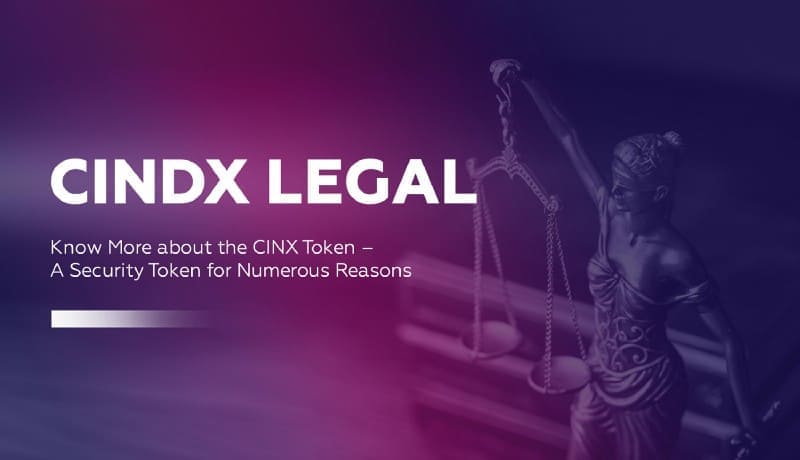 CINDX LEGAL
Know More about the CINX Token –
A Security Token for Numerous Reasons